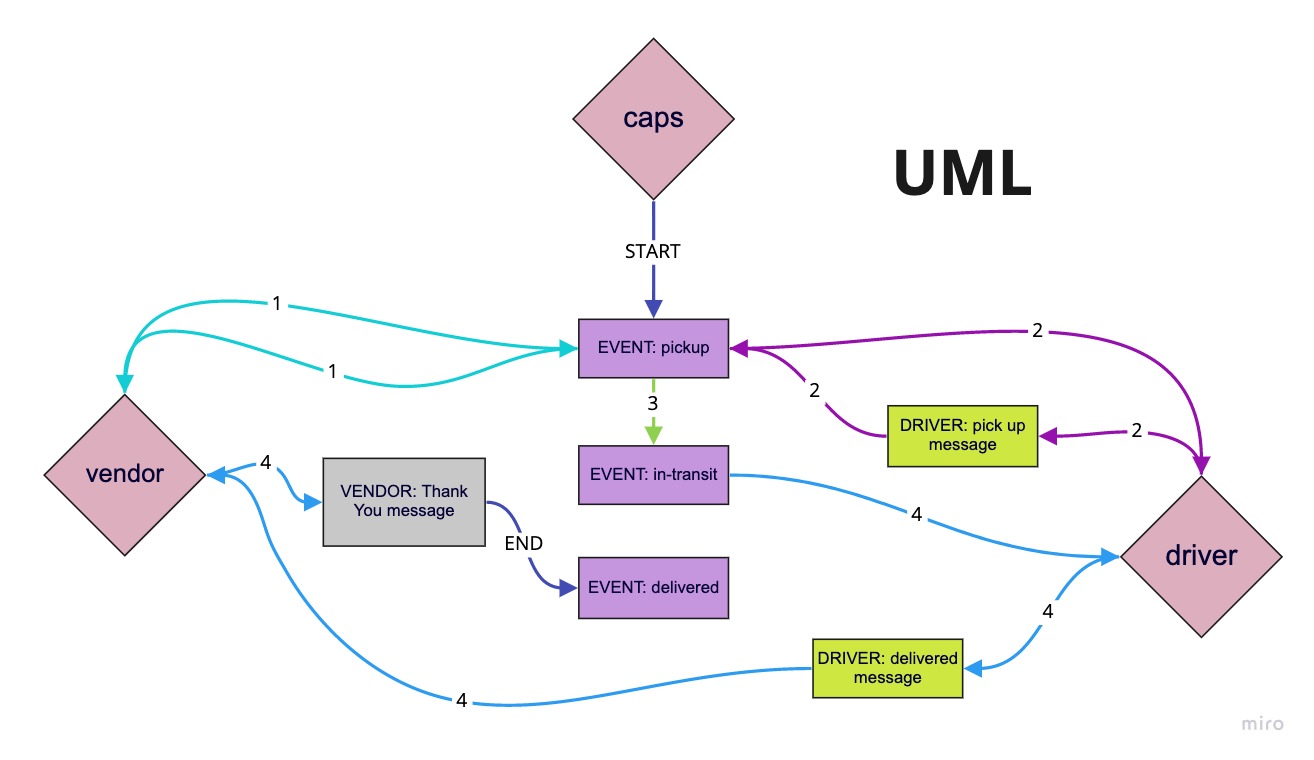 caps
UML
START
1
2
EVENT: pickup
1
2
3
DRIVER: pick up
message
2
4
vendor
EVENT: in-transit
VENDOR: Thank
You message
4
END
driver
EVENT: delivered
4
DRIVER: delivered
message
4
miro